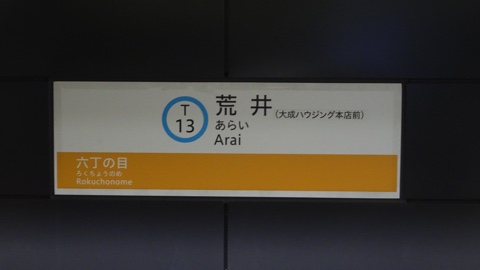 T
13
荒井
(大成ハウジング本店前)
あらい
Arai
六丁の目
ろくちょうのめ
Rokuchonome